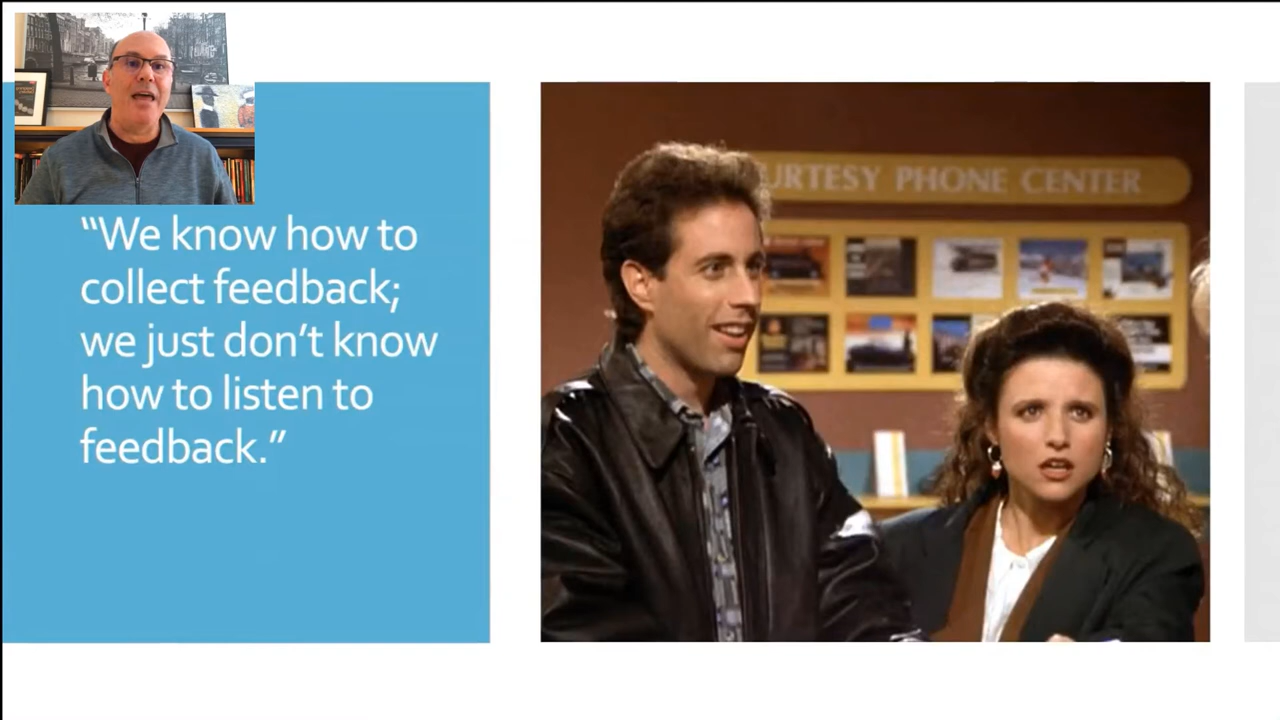 “We know how to
collect feedback;
we just don’t know
how to listen to
feedback.”
URTESY PHONE CENTER